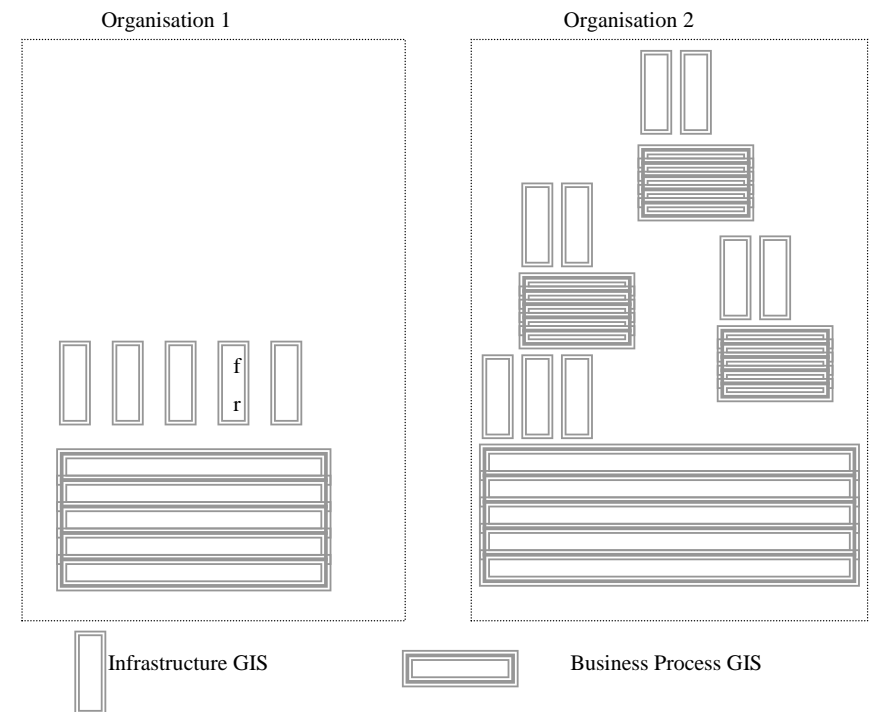 Organisation 1
Organisation 2
f
r
Infrastructure GIS
Business Process GIS